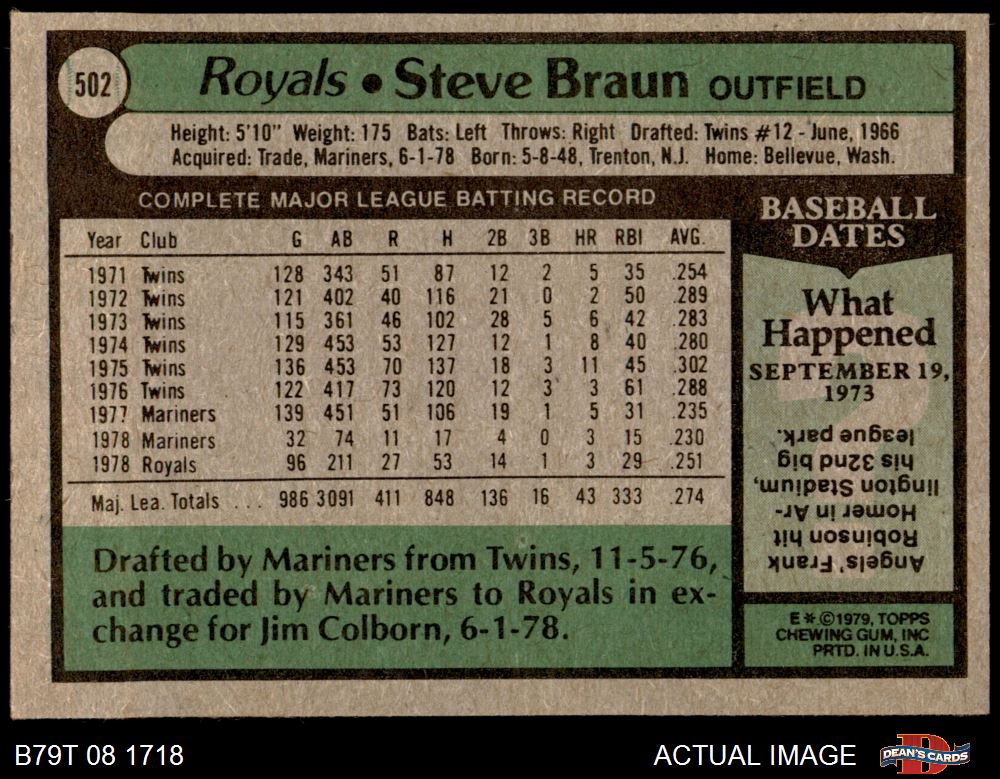 502 Royals • Steve Braun OUTFIELD
Height: 5'10" Weight: 175 Bats: Left Throws: Right Drafted: Twins #12 - June, 1966
Acquired: Trade, Mariners, 6-1-78 Born: 5-8-48, Trenton, N.J. Home: Bellevue, Wash.
COMPLETE MAJOR LEAGUE BATTING RECORD
Year Club G AB R H 2B 3B HR RBI AVG.
1971 Twins 128 343 51 87 12 2 5 35 .254
1972 Twins 121 402 40 116 21 0 2 50 .289
1973 Twins 115 361 46 102 28 5 6 42 .283
1974 Twins 129 453 53 127 12 1 8 40 .280
1975 Twins 136 453 70 137 18 3 11 45 .302
1976 Twins 122 417 73 120 12 3 3 61 .288
1977 Mariners 139 451 51 106 19 1 5 31 .235
1978 Mariners 32 74 11 17 4 0 3 15 .230
1978 Royals 96 211 27 53 14 1 3 29 .251
Maj. Lea. Totals ... 986 3091 411 848 136 16 43 333 .274
Drafted by Mariners from Twins, 11-5-76,
and traded by Mariners to Royals in ex-
change for Jim Colborn, 6-1-78.
BASEBALL
DATES
What
Happened
SEPTEMBER 19,
1973
Angels' Frank
Robinson hit
Homer in Ar-
lington Stadium,
his 32nd big
league park.
E * © 1979, TOPPS
CHEWING GUM, INC
PRTD. IN U.S.A.
B79T 08 1718
ACTUAL IMAGE
DEAN'S CARDS